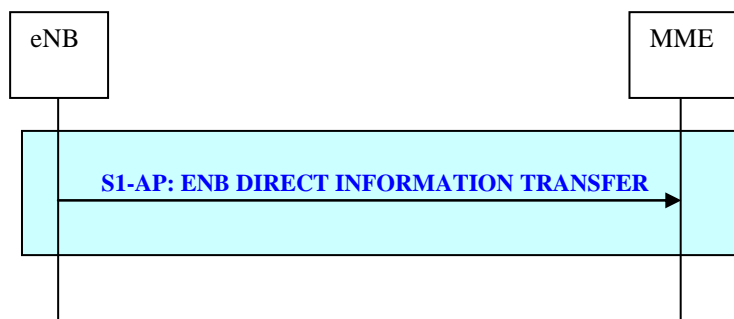 eNB
MME
S1-AP: ENB DIRECT INFORMATION TRANSFER